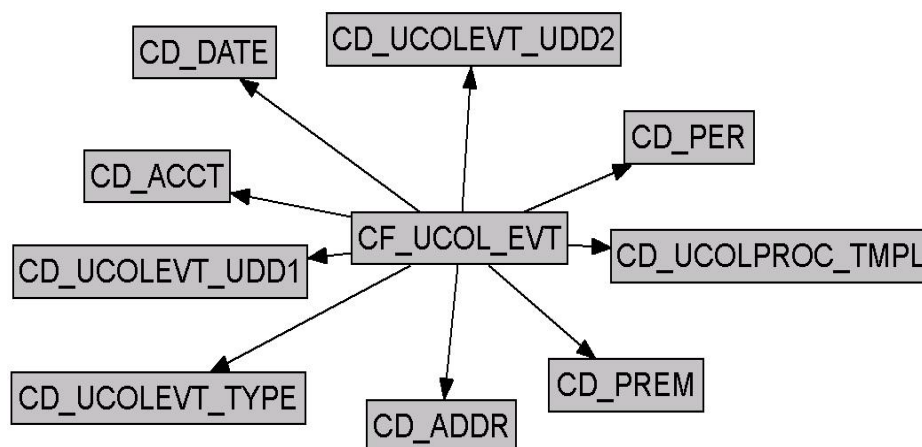 CD_UCOLEVT_UDD2
CD_DATE
CD_PER
CD_ACCT
CF_UCOL_EVT
CD_UCOLPROC_TMPL
CD_UCOLEVT_UDD1
CD_PREM
CD_UCOLEVT_TYPE
CD_ADDR